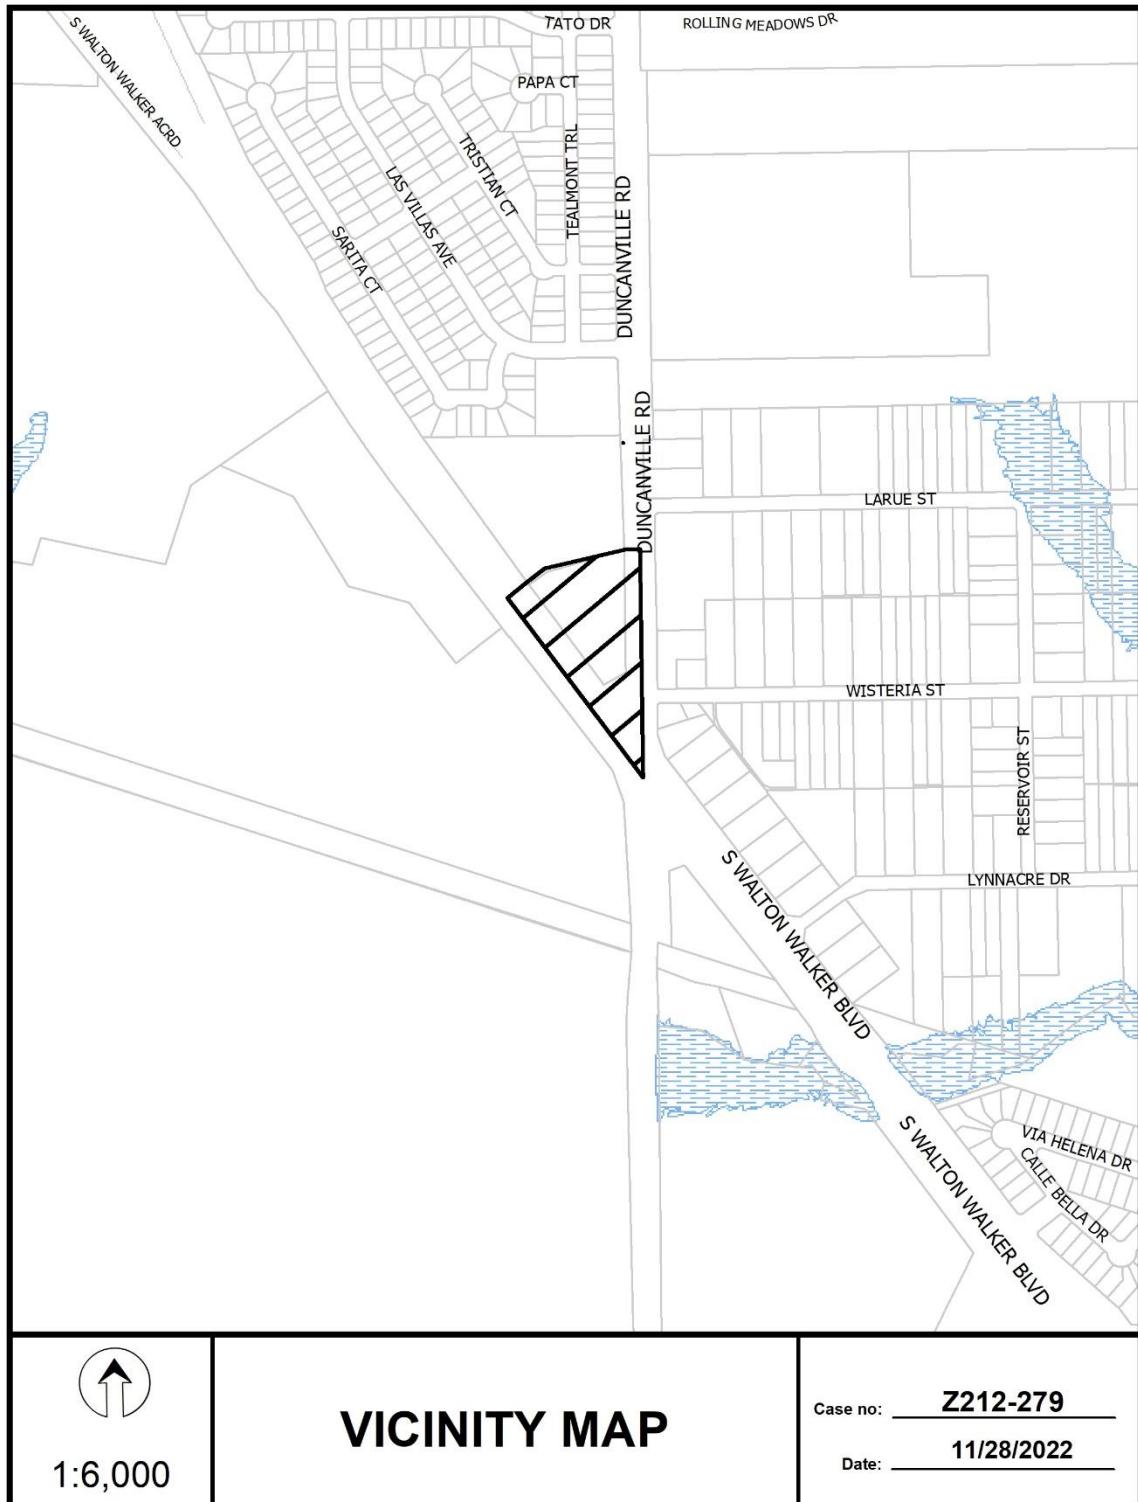 TATO DR
ROLLING MEADOWS DR
S WALTON WALKER ACRD
PAPA CT
TRISTIAN CT
TEALMONT TRL
LAS VILLAS AVE
DUNCANVILLE RD
SARITA CT
DUNCANVILLE RD
LARUE ST
WISTERIA ST
RESERVOIR ST
LYNNACRE DR
S WALTON WALKER BLVD
VIA HELENA DR
CALLE BELLA DR
S WALTON WALKER BLVD
1:6,000
VICINITY MAP
Case no: Z212-279
Date: 11/28/2022